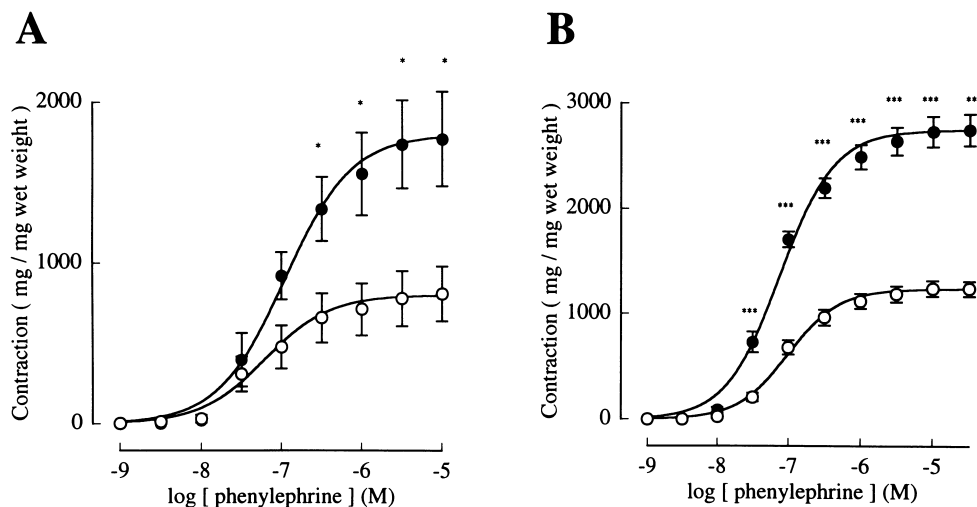 A
B
Contraction ( mg / mg wet weight )
2000
1000
0
* * * *
-9 -8 -7 -6 -5
log [ phenylephrine ] (M)
Contraction ( mg / mg wet weight )
3000
2000
1000
0
*** *** *** *** *** *** **
-9 -8 -7 -6 -5 -4
log [ phenylephrine ] (M)